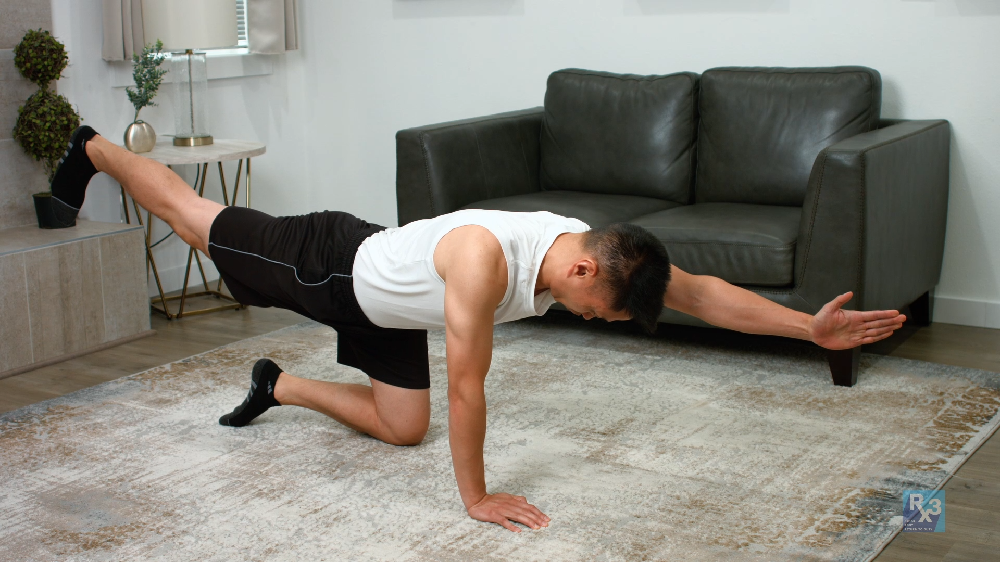 Rx3
REHAB
REFIT
RETURN TO DUTY